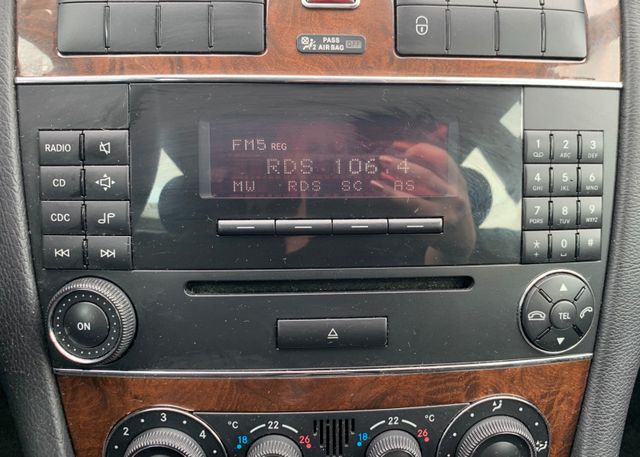 PASS
2 AIR BAG OFF
FM5 REG
RDS 106.4
MW RDS SC AS
RADIO
CD
CDC
ON
1 2 ABC 3 DEF
4 GHI 5 JKL 6 MNO
7 PQRS 8 TUV 9 WXYZ
* 0 #
TEL
1 2 3 4
°C 22
18 26
22 °C
18 26